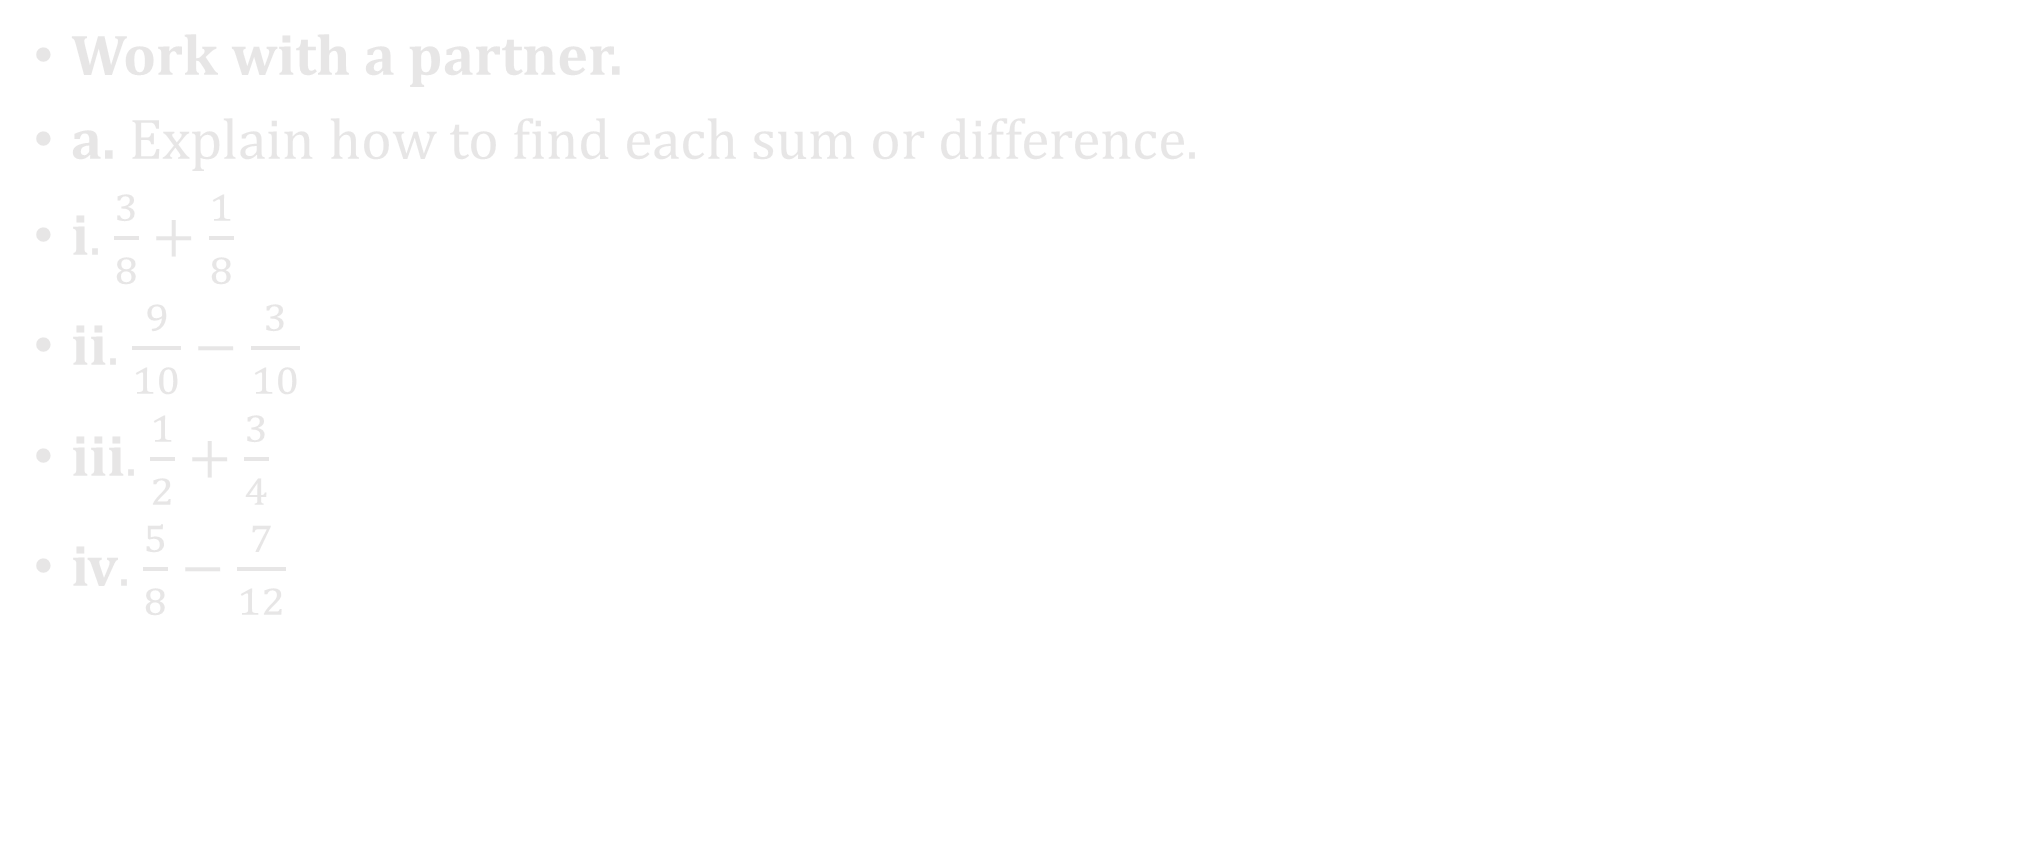 • Work with a partner.
• a. Explain how to find each sum or difference.
• i. 3/8 + 1/8
• ii. 9/10 − 3/10
• iii. 1/2 + 3/4
• iv. 5/8 − 7/12